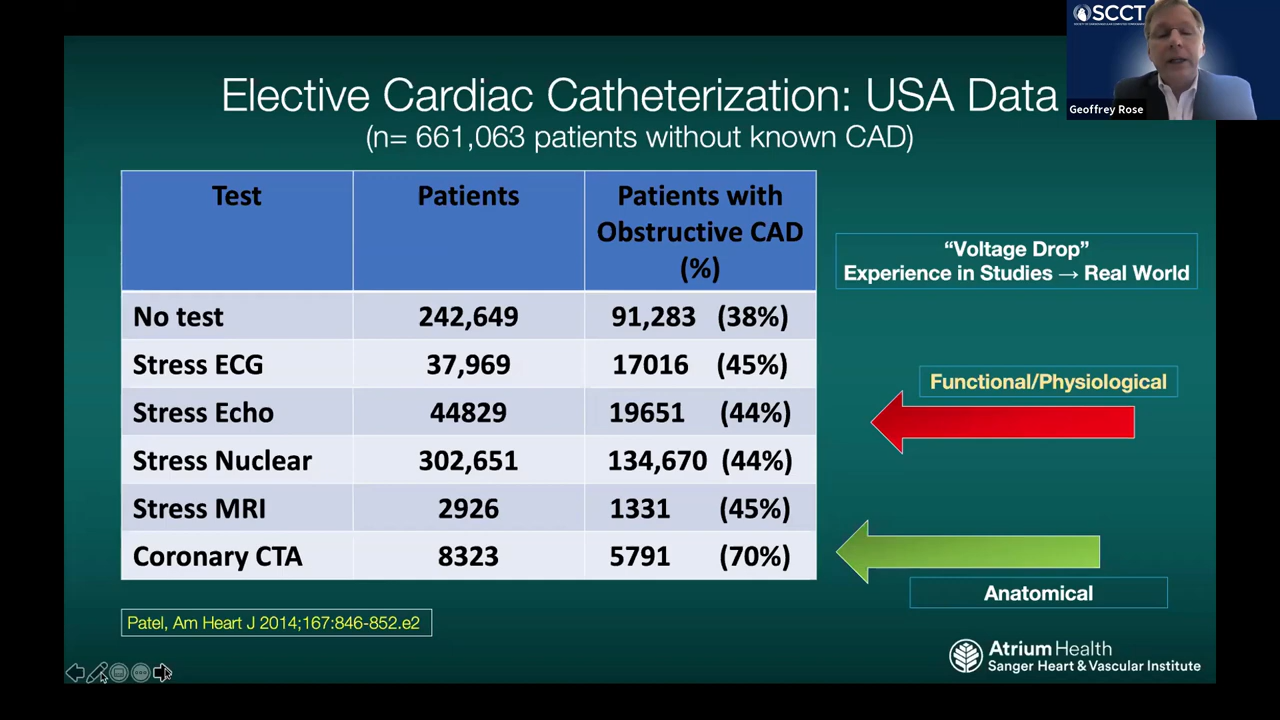 SCCT
Geoffrey Rose
Elective Cardiac Catheterization: USA Data
(n= 661,063 patients without known CAD)
Test Patients Patients with
Obstructive CAD
(%)
No test 242,649 91,283 (38%)
Stress ECG 37,969 17016 (45%)
Stress Echo 44829 19651 (44%)
Stress Nuclear 302,651 134,670 (44%)
Stress MRI 2926 1331 (45%)
Coronary CTA 8323 5791 (70%)
“Voltage Drop”
Experience in Studies → Real World
Functional/Physiological
Anatomical
Patel, Am Heart J 2014;167:846-852.e2
Atrium Health
Sanger Heart & Vascular Institute